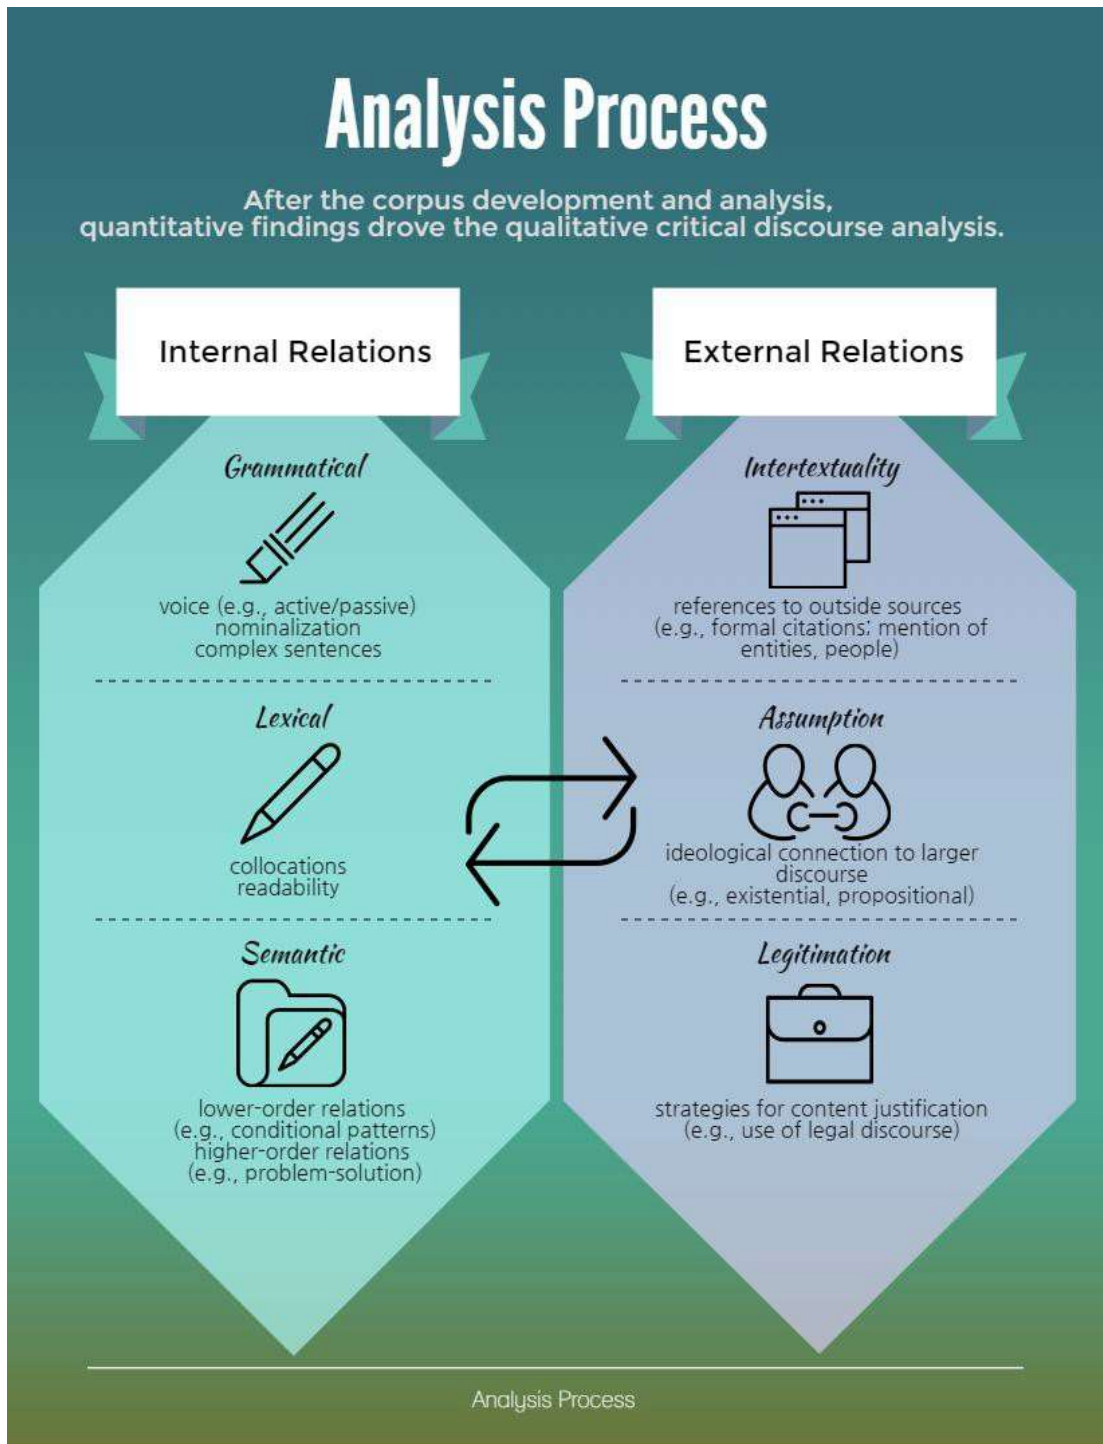 Analysis Process
After the corpus development and analysis,
quantitative findings drove the qualitative critical discourse analysis.
Internal Relations
Grammatical
voice (e.g., active/passive)
nominalization
complex sentences
Lexical
collocations
readability
Semantic
lower-order relations
(e.g., conditional patterns)
higher-order relations
(e.g., problem-solution)
External Relations
Intertextuality
references to outside sources
(e.g., formal citations; mention of
entities, people)
Assumption
ideological connection to larger
discourse
(e.g., existential, propositional)
Legitimation
strategies for content justification
(e.g., use of legal discourse)
Analysis Process